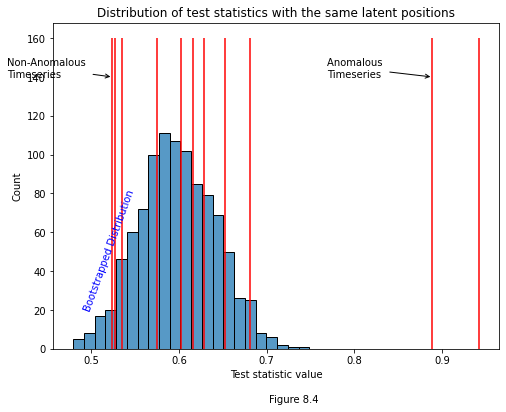 Distribution of test statistics with the same latent positions
160
Non-Anomalous
Timeseries
Anomalous
Timeseries
140
120
100
80
60
40
20
0
Count
Bootstrapped Distribution
0.5 0.6 0.7 0.8 0.9
Test statistic value
Figure 8.4